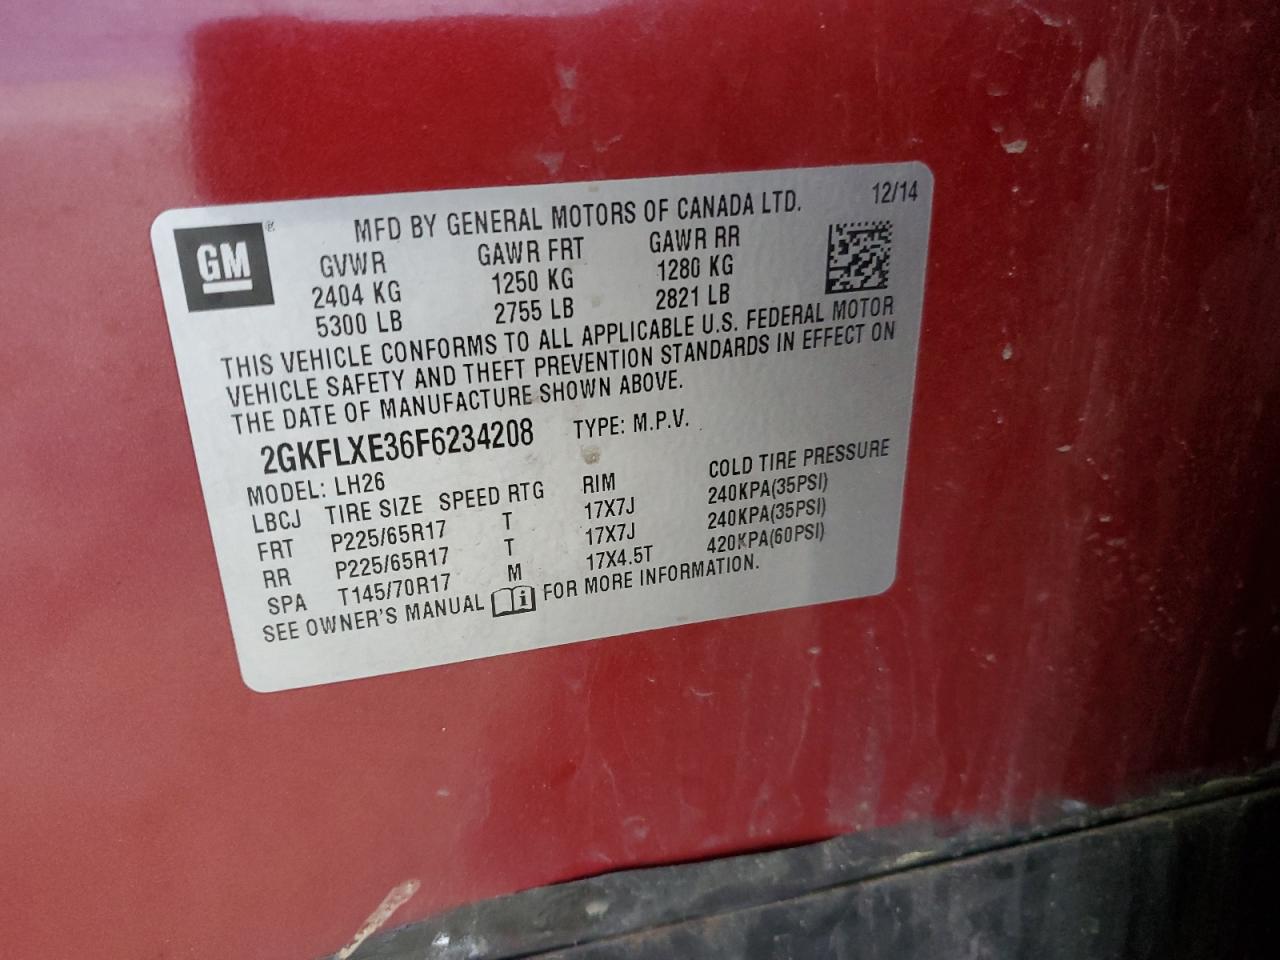 GM ®
MFD BY GENERAL MOTORS OF CANADA LTD. 12/14
GVWR GAWR FRT GAWR RR
2404 KG 1250 KG 1280 KG
5300 LB 2755 LB 2821 LB
THIS VEHICLE CONFORMS TO ALL APPLICABLE U.S. FEDERAL MOTOR
VEHICLE SAFETY AND THEFT PREVENTION STANDARDS IN EFFECT ON
THE DATE OF MANUFACTURE SHOWN ABOVE.
2GKFLXE36F6234208 TYPE: M.P.V.
MODEL: LH26
LBCJ TIRE SIZE SPEED RTG RIM COLD TIRE PRESSURE
FRT P225/65R17 T 17X7J 240KPA(35PSI)
RR P225/65R17 T 17X7J 240KPA(35PSI)
SPA T145/70R17 M 17X4.5T 420KPA(60PSI)
SEE OWNER'S MANUAL i FOR MORE INFORMATION.